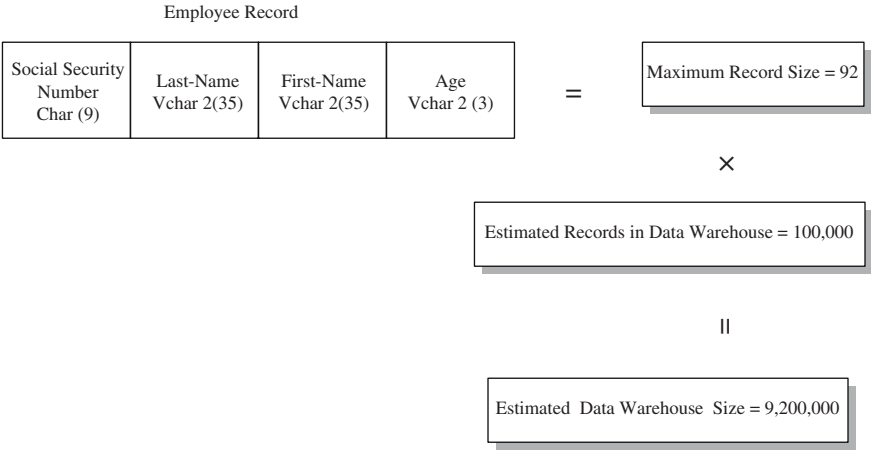 Employee Record
Social Security
Number
Char (9)
Last-Name
Vchar 2(35)
First-Name
Vchar 2(35)
Age
Vchar 2 (3)
=
Maximum Record Size = 92
×
Estimated Records in Data Warehouse = 100,000
=
Estimated Data Warehouse Size = 9,200,000